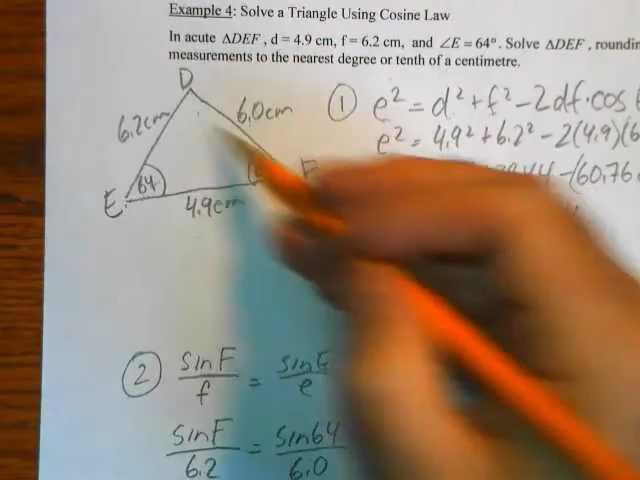 Example 4: Solve a Triangle Using Cosine Law
In acute ΔDEF, d = 4.9 cm, f = 6.2 cm, and ∠E = 64°. Solve ΔDEF,
measurements to the nearest degree or tenth of a centimetre.
D
6.2cm 6.0cm
E 64
4.9cm
① e² = d² + f² - 2df·cos
e² = 4.9² + 6.2² - 2(4.9)(6
-(60.76
② sinF/f = sinE/e
sinF/6.2 = sin64/6.0